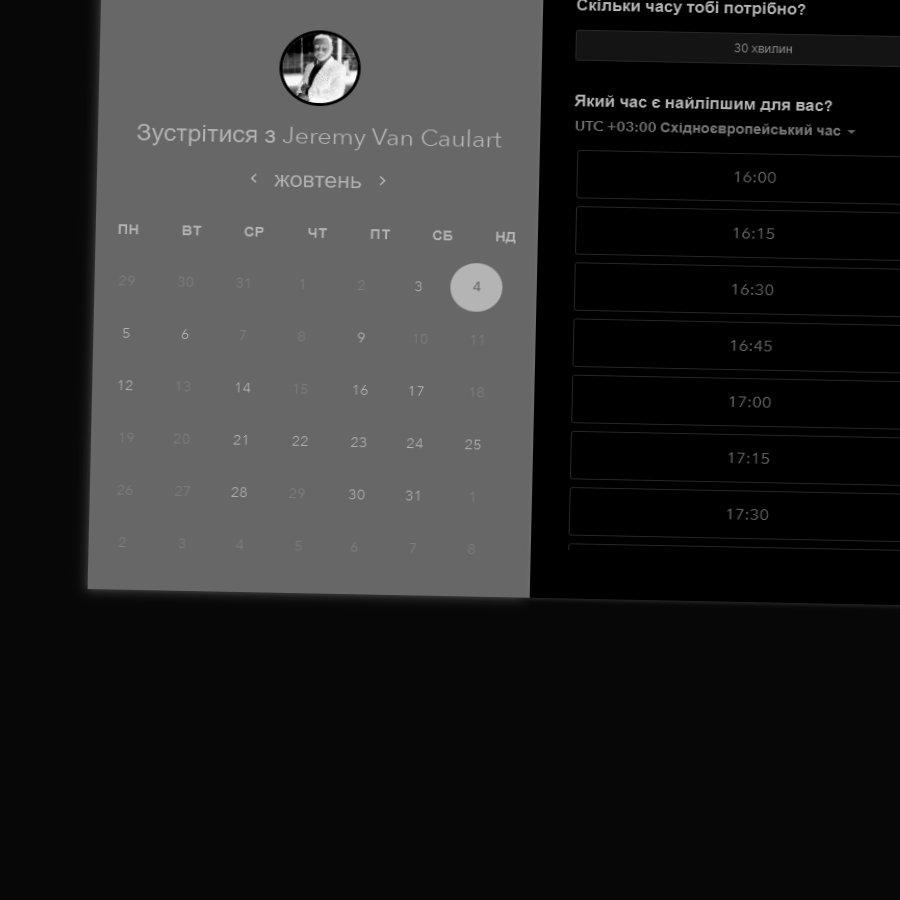 Зустрітися з Jeremy Van Caulart
жовтень
ПН ВТ СР ЧТ ПТ СБ НД
29 30 31 1 2 3 4
5 6 7 8 9 10 11
12 13 14 15 16 17 18
19 20 21 22 23 24 25
26 27 28 29 30 31 1
2 3 4 5 6 7 8
Скільки часу тобі потрібно?
30 хвилин
Який час є найліпшим для вас?
UTC +03:00 Східноєвропейський час
16:00
16:15
16:30
16:45
17:00
17:15
17:30